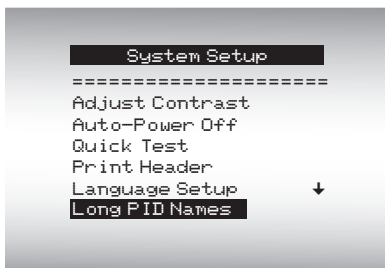 System Setup
=====================
Adjust Contrast
Auto-Power Off
Quick Test
Print Header
Language Setup ↓
Long PID Names